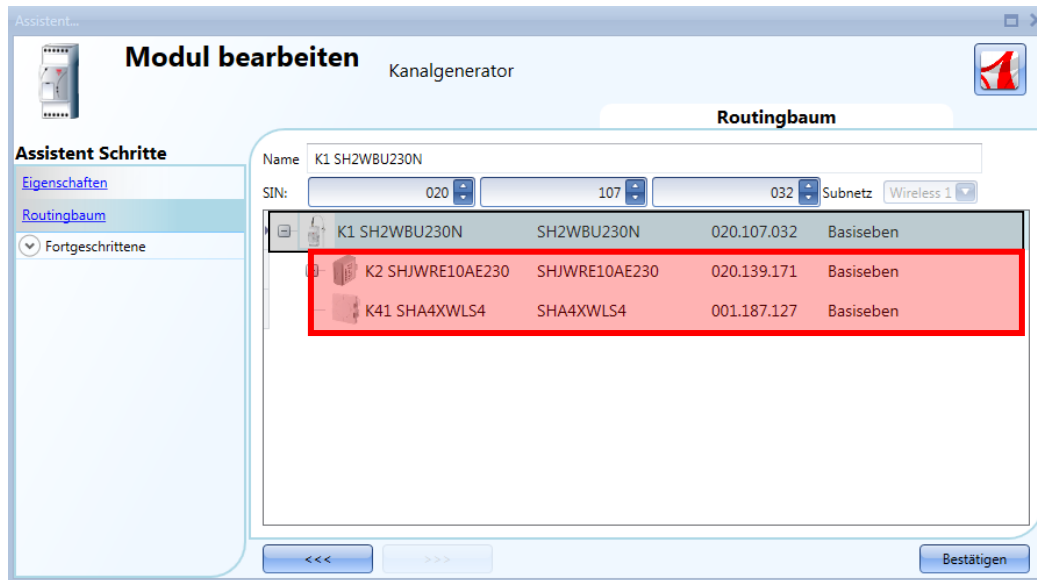 Assistent...
Modul bearbeiten
Kanalgenerator
Routingbaum
Assistent Schritte
Eigenschaften
Routingbaum
Fortgeschrittene
Name K1 SH2WBU230N
SIN: 020 107 032 Subnetz Wireless 1
K1 SH2WBU230N SH2WBU230N 020.107.032 Basiseben
K2 SHJWRE10AE230 SHJWRE10AE230 020.139.171 Basiseben
K41 SHA4XWLS4 SHA4XWLS4 001.187.127 Basiseben
<<< >>> Bestätigen